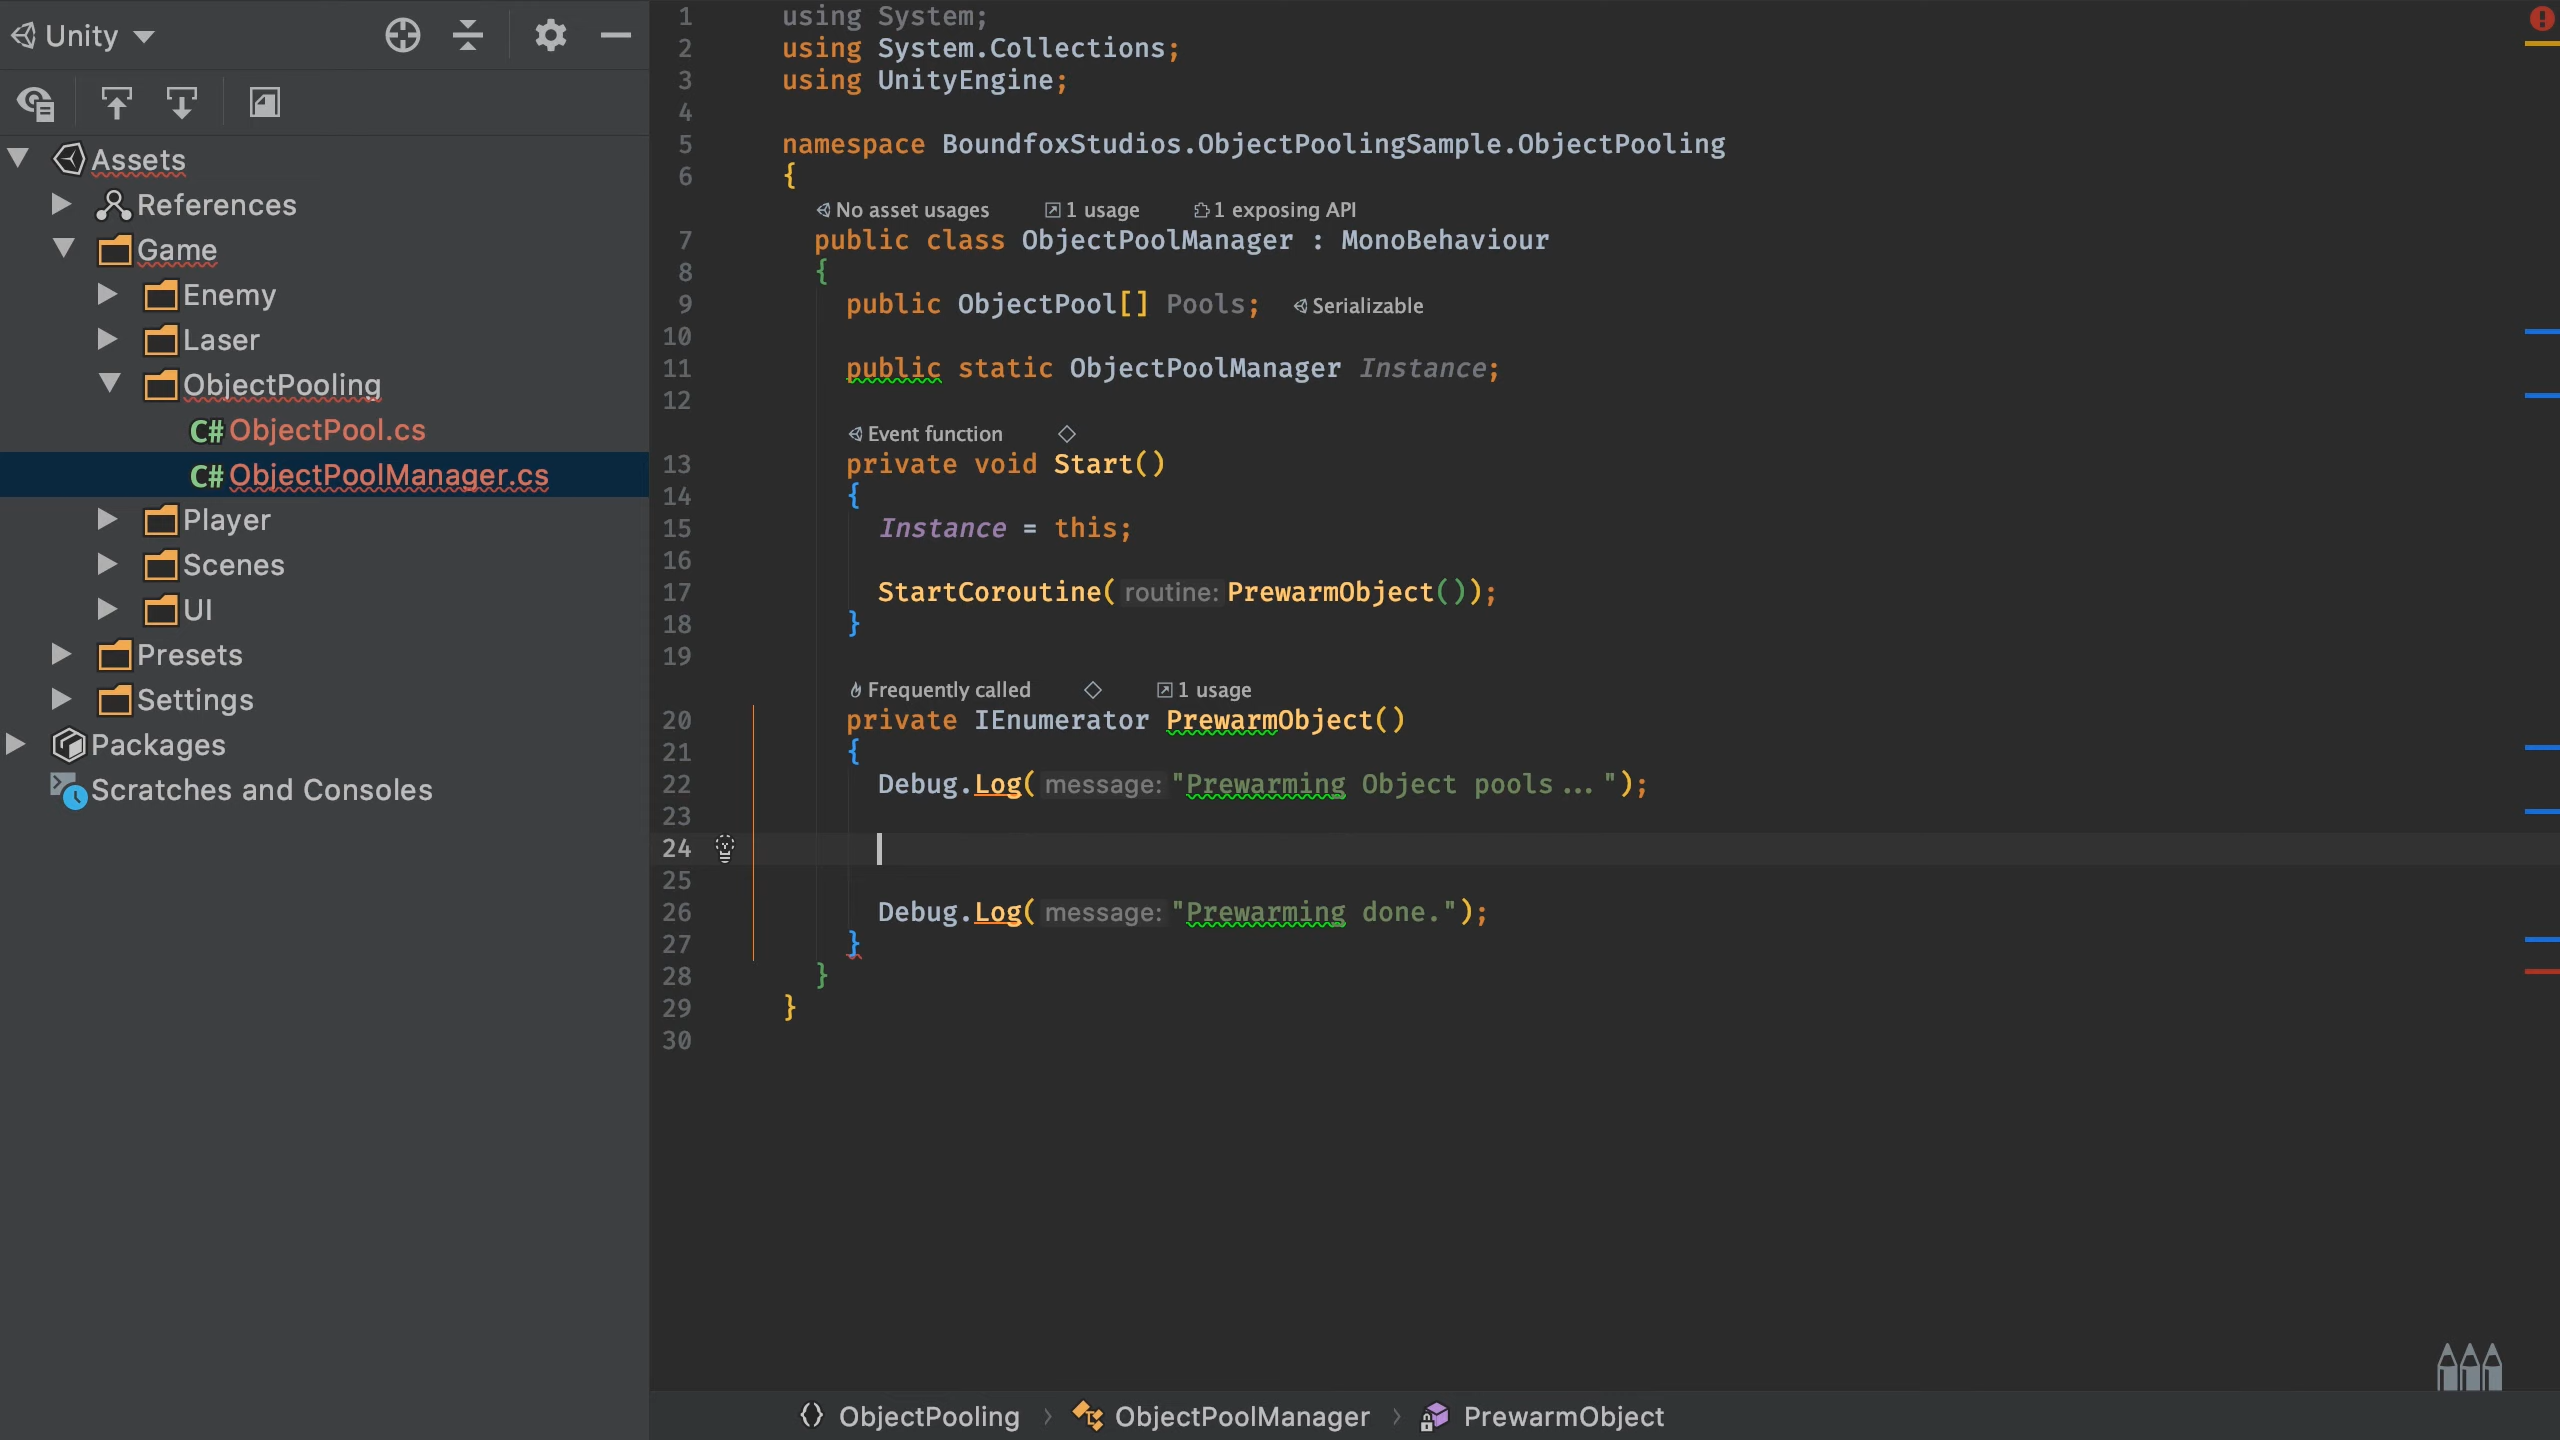 Unity
Assets
References
Game
Enemy
Laser
ObjectPooling
C# ObjectPool.cs
C# ObjectPoolManager.cs
Player
Scenes
UI
Presets
Settings
Packages
Scratches and Consoles
1 using System;
2 using System.Collections;
3 using UnityEngine;
4
5 namespace BoundfoxStudios.ObjectPoolingSample.ObjectPooling
6 {
No asset usages 1 usage 1 exposing API
7 public class ObjectPoolManager : MonoBehaviour
8 {
9 public ObjectPool[] Pools; Serializable
10
11 public static ObjectPoolManager Instance;
12
Event function
13 private void Start()
14 {
15 Instance = this;
16
17 StartCoroutine( routine: PrewarmObject());
18 }
19
Frequently called 1 usage
20 private IEnumerator PrewarmObject()
21 {
22 Debug.Log( message: "Prewarming Object pools...");
23
24
25
26 Debug.Log( message: "Prewarming done.");
27 }
28 }
29 }
30
{} ObjectPooling › ObjectPoolManager › PrewarmObject